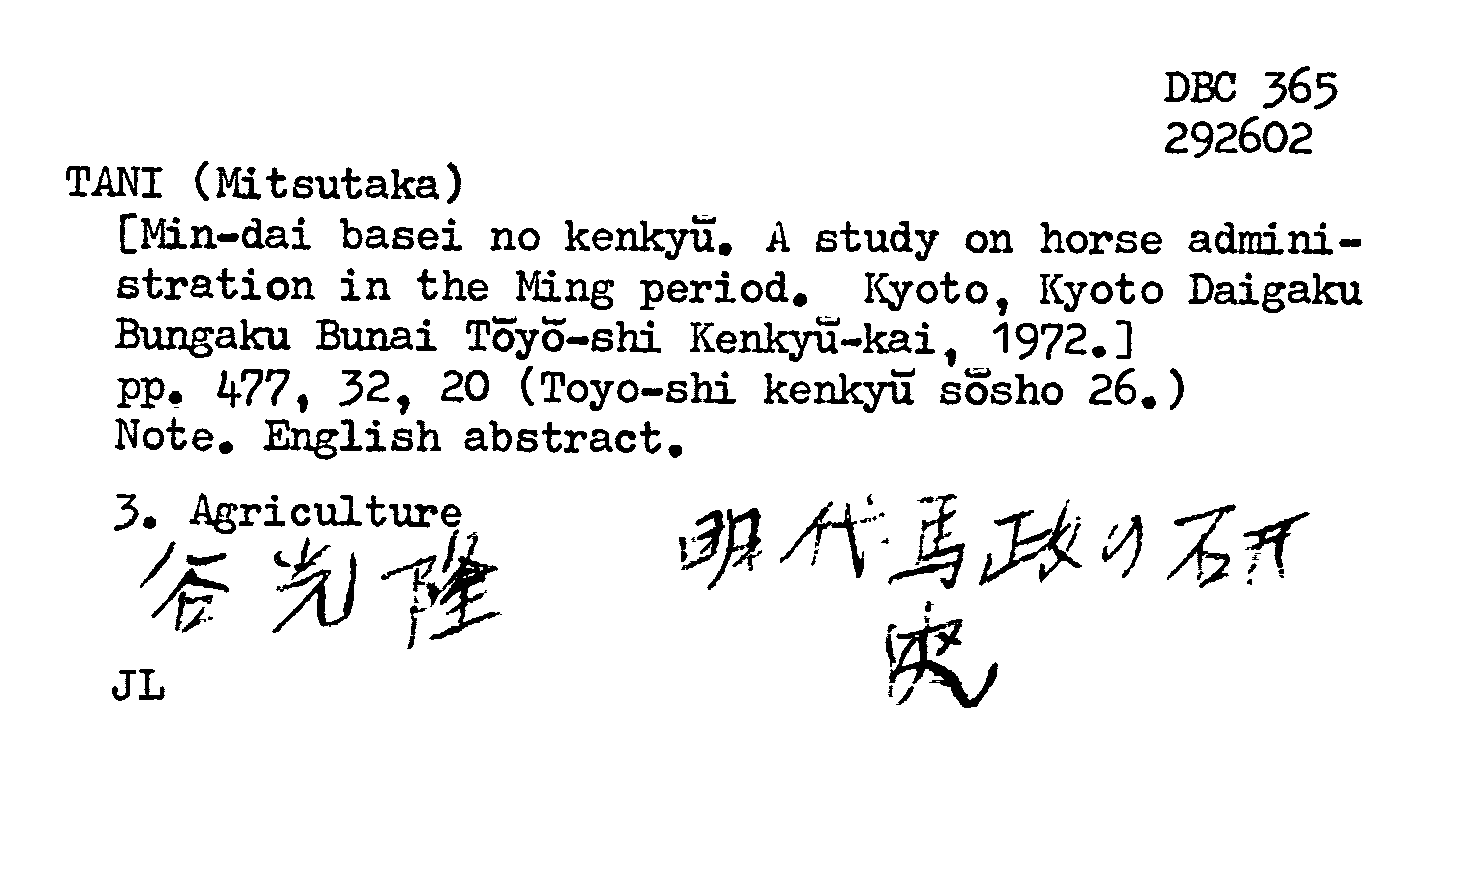 DBC 365
292602
TANI (Mitsutaka)
[Min-dai basei no kenkyū. A study on horse admini-
stration in the Ming period. Kyoto, Kyoto Daigaku
Bungaku Bunai Tōyō-shi Kenkyū-kai, 1972.]
pp. 477, 32, 20 (Toyo-shi kenkyū sōsho 26.)
Note. English abstract.
3. Agriculture
谷光隆
明代馬政の研
究
JL